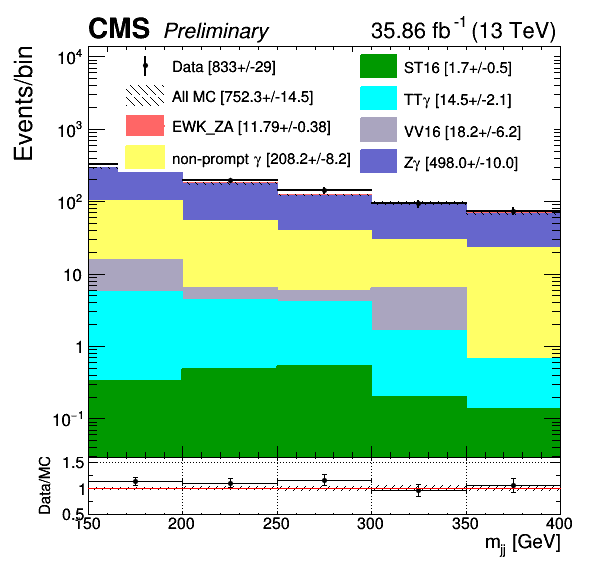 CMS Preliminary 35.86 fb⁻¹ (13 TeV)
Events/bin
10⁴
10³
10²
10
1
10⁻¹
Data [833+/-29]
All MC [752.3+/-14.5]
EWK_ZA [11.79+/-0.38]
non-prompt γ [208.2+/-8.2]
ST16 [1.7+/-0.5]
TTγ [14.5+/-2.1]
VV16 [18.2+/-6.2]
Zγ [498.0+/-10.0]
Data/MC
1.5
1
0.5
150 200 250 300 350 400
m_jj [GeV]